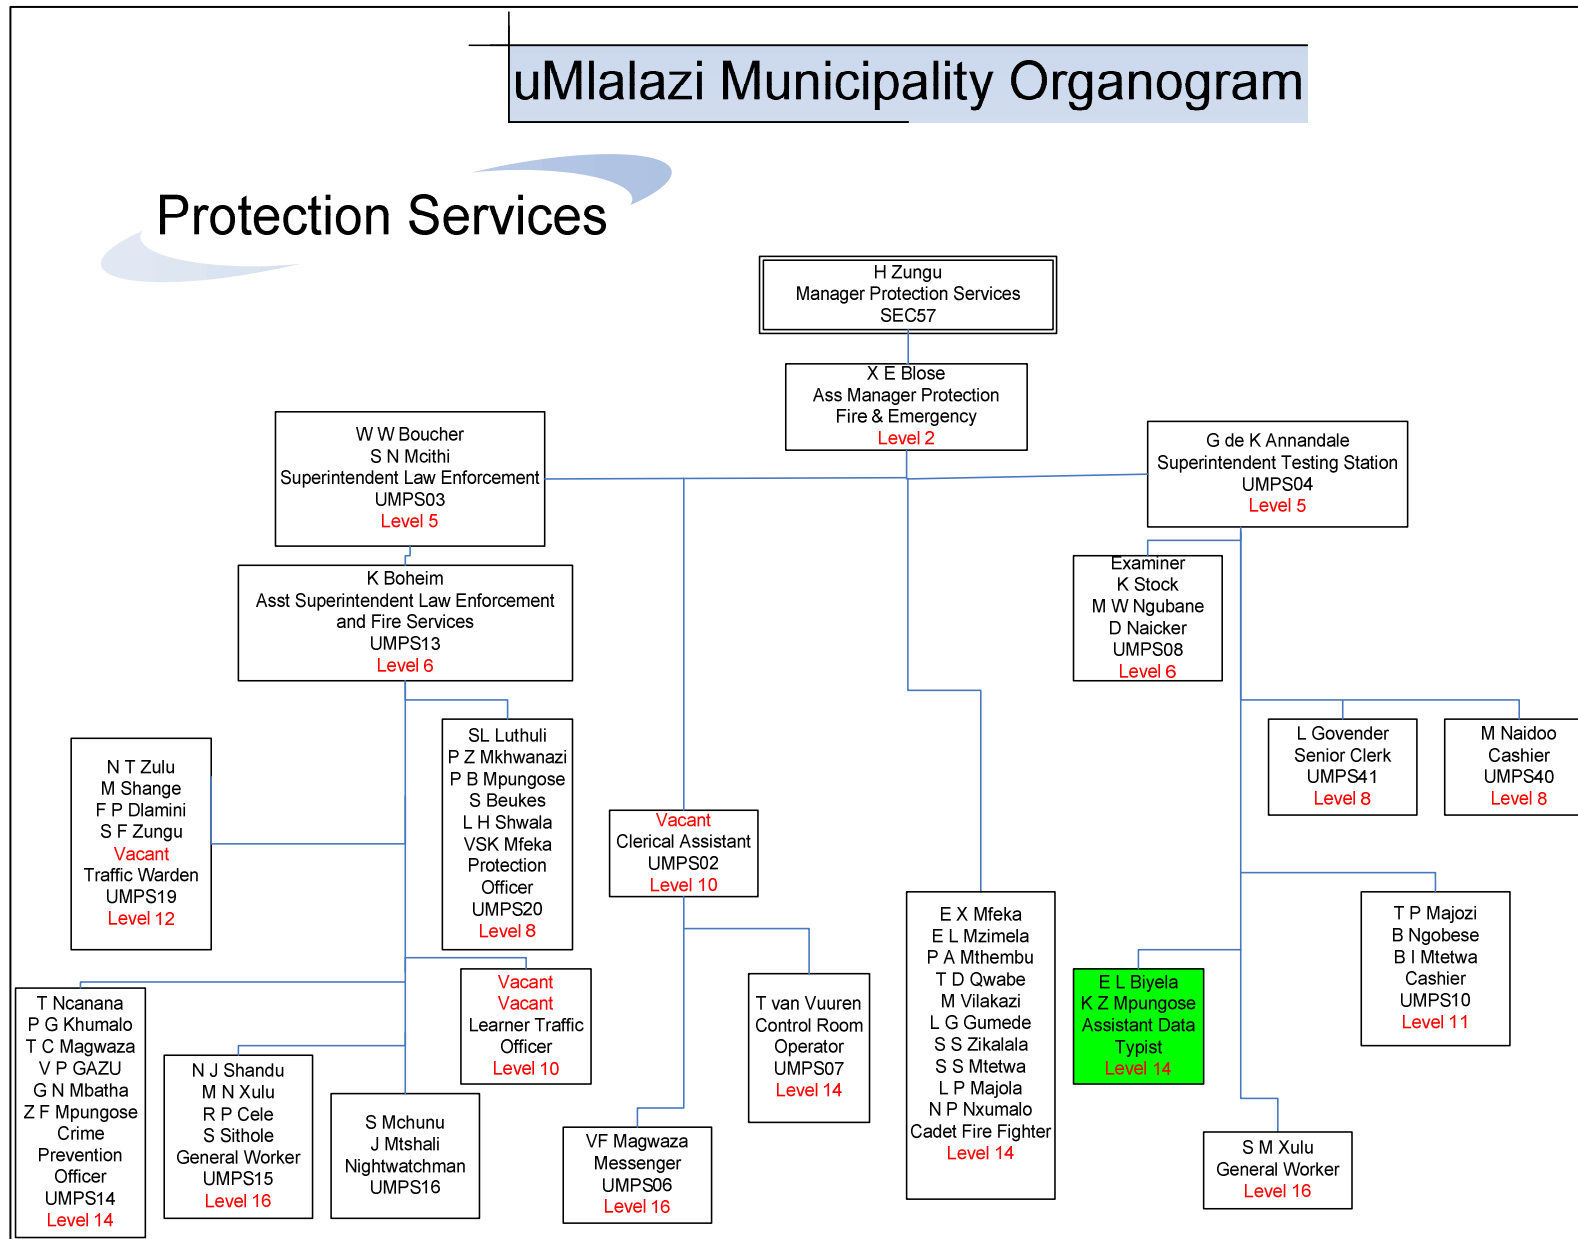 uMlalazi Municipality Organogram
Protection Services
H Zungu
Manager Protection Services
SEC57
X E Blose
Ass Manager Protection
Fire & Emergency
Level 2
W W Boucher
S N Mcithi
Superintendent Law Enforcement
UMPS03
Level 5
G de K Annandale
Superintendent Testing Station
UMPS04
Level 5
K Boheim
Asst Superintendent Law Enforcement
and Fire Services
UMPS13
Level 6
Examiner
K Stock
M W Ngubane
D Naicker
UMPS08
Level 6
N T Zulu
M Shange
F P Dlamini
S F Zungu
Vacant
Traffic Warden
UMPS19
Level 12
SL Luthuli
P Z Mkhwanazi
P B Mpungose
S Beukes
L H Shwala
VSK Mfeka
Protection
Officer
UMPS20
Level 8
Vacant
Clerical Assistant
UMPS02
Level 10
L Govender
Senior Clerk
UMPS41
Level 8
M Naidoo
Cashier
UMPS40
Level 8
E X Mfeka
E L Mzimela
P A Mthembu
T D Qwabe
M Vilakazi
L G Gumede
S S Zikalala
S S Mtetwa
L P Majola
N P Nxumalo
Cadet Fire Fighter
Level 14
T P Majozi
B Ngobese
B I Mtetwa
Cashier
UMPS10
Level 11
T Ncanana
P G Khumalo
T C Magwaza
V P GAZU
G N Mbatha
Z F Mpungose
Crime
Prevention
Officer
UMPS14
Level 14
N J Shandu
M N Xulu
R P Cele
S Sithole
General Worker
UMPS15
Level 16
S Mchunu
J Mtshali
Nightwatchman
UMPS16
Vacant
Vacant
Learner Traffic
Officer
Level 10
T van Vuuren
Control Room
Operator
UMPS07
Level 14
VF Magwaza
Messenger
UMPS06
Level 16
E L Biyela
K Z Mpungose
Assistant Data
Typist
Level 14
S M Xulu
General Worker
Level 16